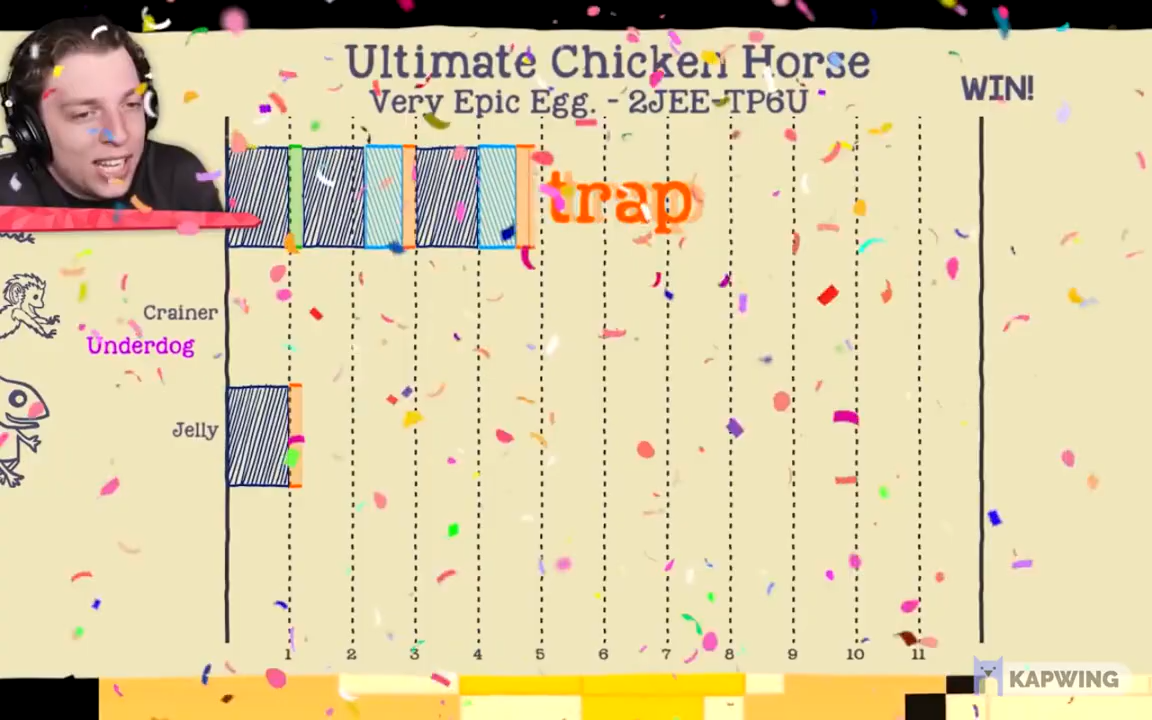 Ultimate Chicken Horse
Very Epic Egg. - 2JEE-TP6U
WIN!
trap
Crainer
Underdog
Jelly
1 2 3 4 5 6 7 8 9 10 11
KAPWING